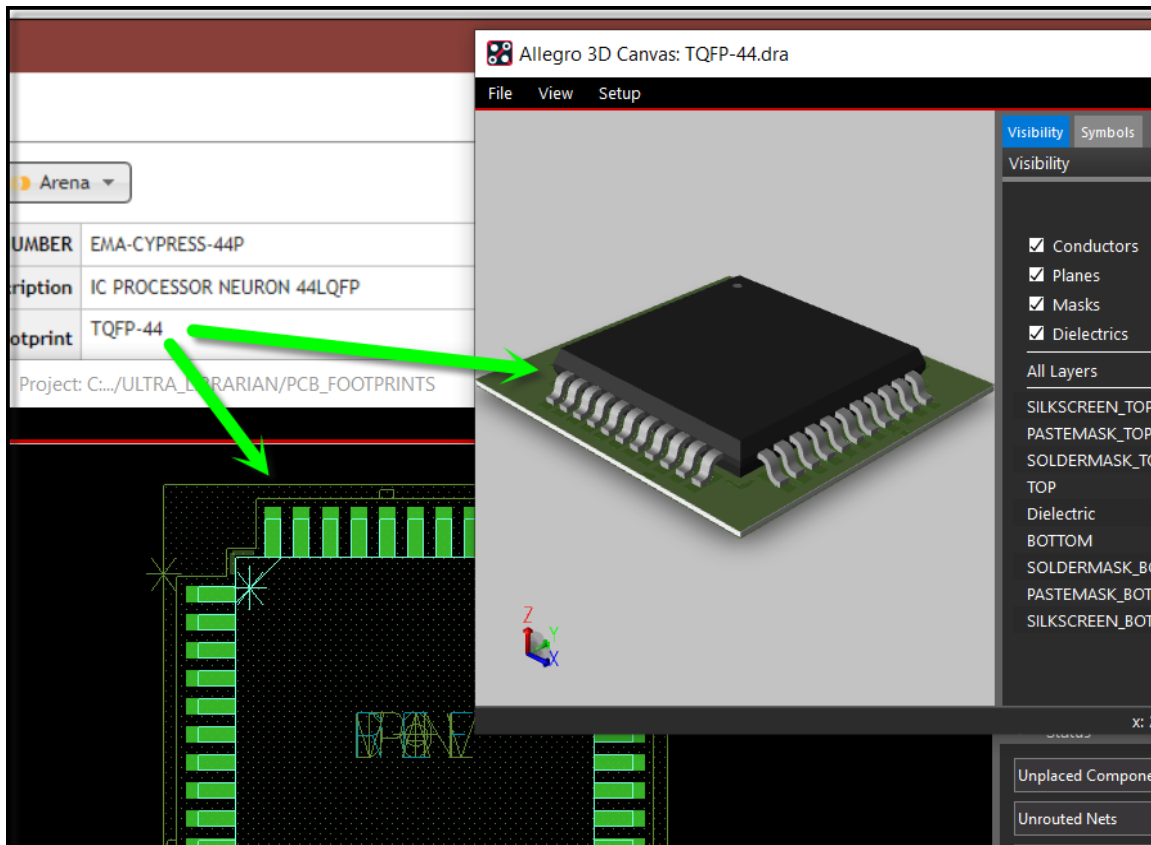 Allegro 3D Canvas: TQFP-44.dra
File View Setup
Arena
UMBER EMA-CYPRESS-44P
ription IC PROCESSOR NEURON 44LQFP
otprint TQFP-44
Project: C:.../ULTRA_LIBRARIAN/PCB_FOOTPRINTS
Visibility Symbols
Visibility
Conductors
Planes
Masks
Dielectrics
All Layers
SILKSCREEN_TOP
PASTEMASK_TOP
SOLDERMASK_TO
TOP
Dielectric
BOTTOM
SOLDERMASK_BO
PASTEMASK_BOT
SILKSCREEN_BOT
Z
Y
X
x:
Status
Unplaced Compone
Unrouted Nets